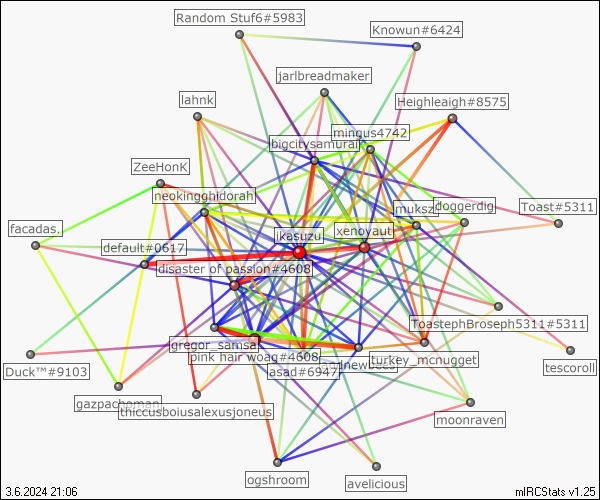 Random Stuf6#5983
Knowun#6424
jarlbreadmaker
lahnk
Heighleaigh#8575
mingus4742
bigcitysamurai
ZeeHonK
neokingghidorah
muksz
doggerdig
Toast#5311
facadas.
ikasuzu
xenoyaut
default#0617
disaster of passion#4608
ToastephBroseph5311#5311
gregor_samsa
pink hair woag#4608
turkey_mcnugget
Duck™#9103
lasad#6947
tescoroll
gazpachoman
thiccusboiusalexusjoneus
moonraven
ogshroom
avelicious
3.6.2024 21:06
mIRCStats v1.25